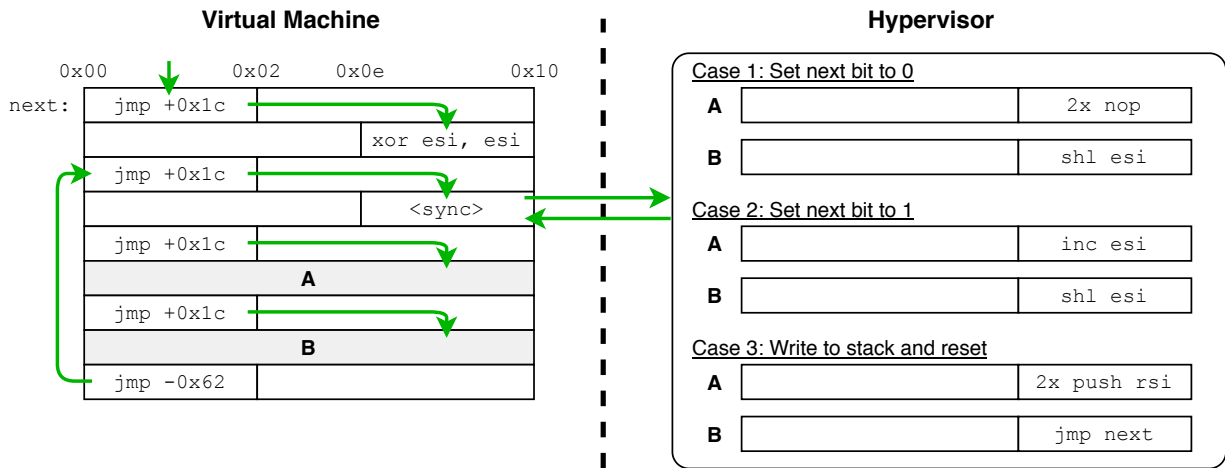 Virtual Machine
0x00 0x02 0x0e 0x10
next: jmp +0x1c
xor esi, esi
jmp +0x1c
<sync>
jmp +0x1c
A
jmp +0x1c
B
jmp -0x62
Hypervisor
Case 1: Set next bit to 0
A 2x nop
B shl esi
Case 2: Set next bit to 1
A inc esi
B shl esi
Case 3: Write to stack and reset
A 2x push rsi
B jmp next